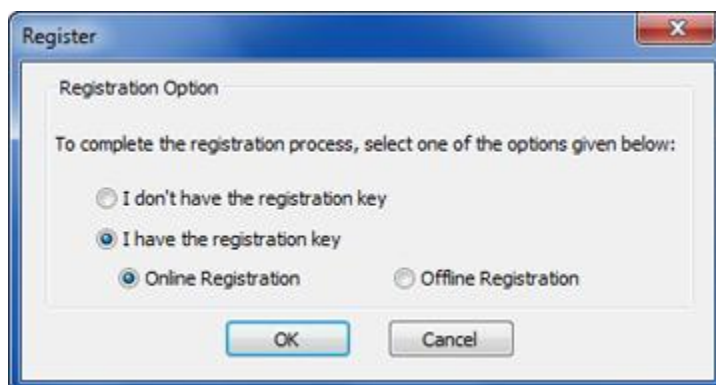 Register
Registration Option
To complete the registration process, select one of the options given below:
I don't have the registration key
I have the registration key
Online Registration Offline Registration
OK Cancel